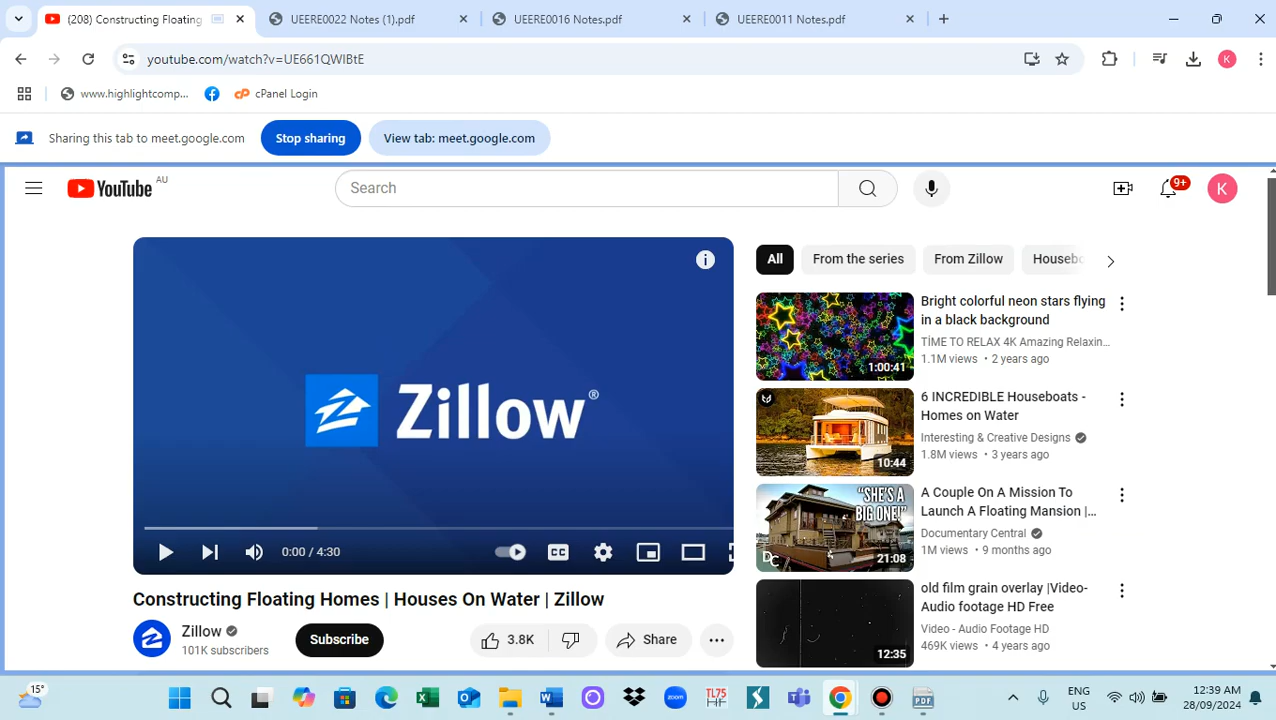 (208) Constructing Floating
UEERE0022 Notes (1).pdf
UEERE0016 Notes.pdf
UEERE0011 Notes.pdf
youtube.com/watch?v=UE661QWIBtE
K
www.highlightcomp...
cPanel Login
Sharing this tab to meet.google.com
Stop sharing
View tab: meet.google.com
YouTube AU
Search
9+
K
Zillow®
0:00 / 4:30
CC
Constructing Floating Homes | Houses On Water | Zillow
Zillow
101K subscribers
Subscribe
3.8K
Share
All
From the series
From Zillow
Housebo
1:00:41
Bright colorful neon stars flying
in a black background
TİME TO RELAX 4K Amazing Relaxin...
1.1M views • 2 years ago
10:44
6 INCREDIBLE Houseboats -
Homes on Water
Interesting & Creative Designs
1.8M views • 3 years ago
"SHE'S A
BIG ONE!"
DC
21:08
A Couple On A Mission To
Launch A Floating Mansion |...
Documentary Central
1M views • 9 months ago
12:35
old film grain overlay |Video-
Audio footage HD Free
Video - Audio Footage HD
469K views • 4 years ago
15°
zoom
TL75
ENG
US
12:39 AM
28/09/2024